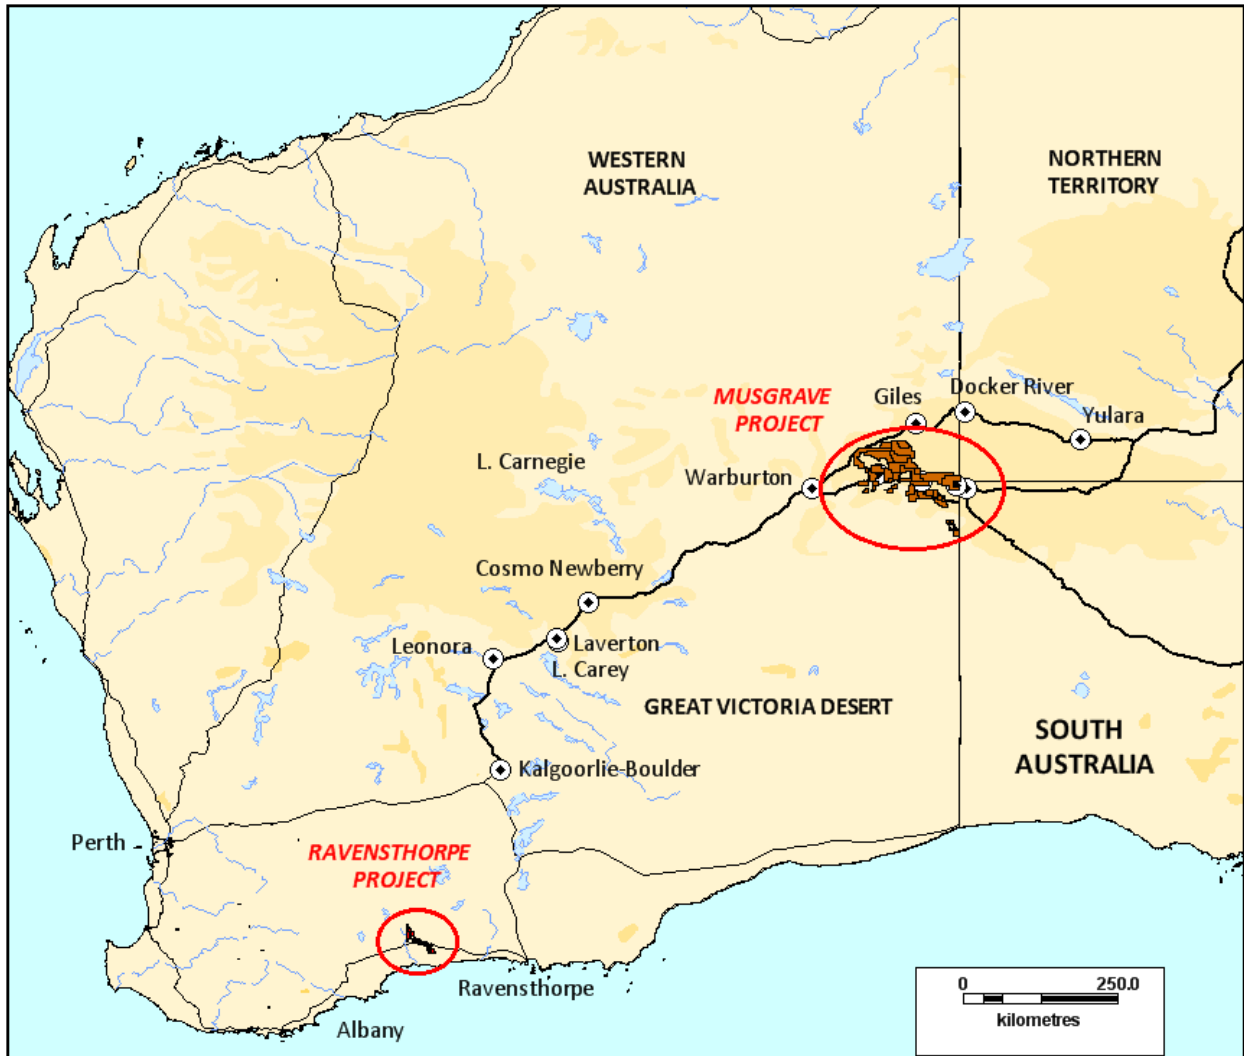 WESTERN
AUSTRALIA
NORTHERN
TERRITORY
MUSGRAVE
PROJECT
Giles
Docker River
Yulara
L. Carnegie
Warburton
Cosmo Newberry
Leonora
Laverton
L. Carey
GREAT VICTORIA DESERT
SOUTH
AUSTRALIA
Kalgoorlie-Boulder
Perth
RAVENSTHORPE
PROJECT
Ravensthorpe
Albany
0 250.0
kilometres